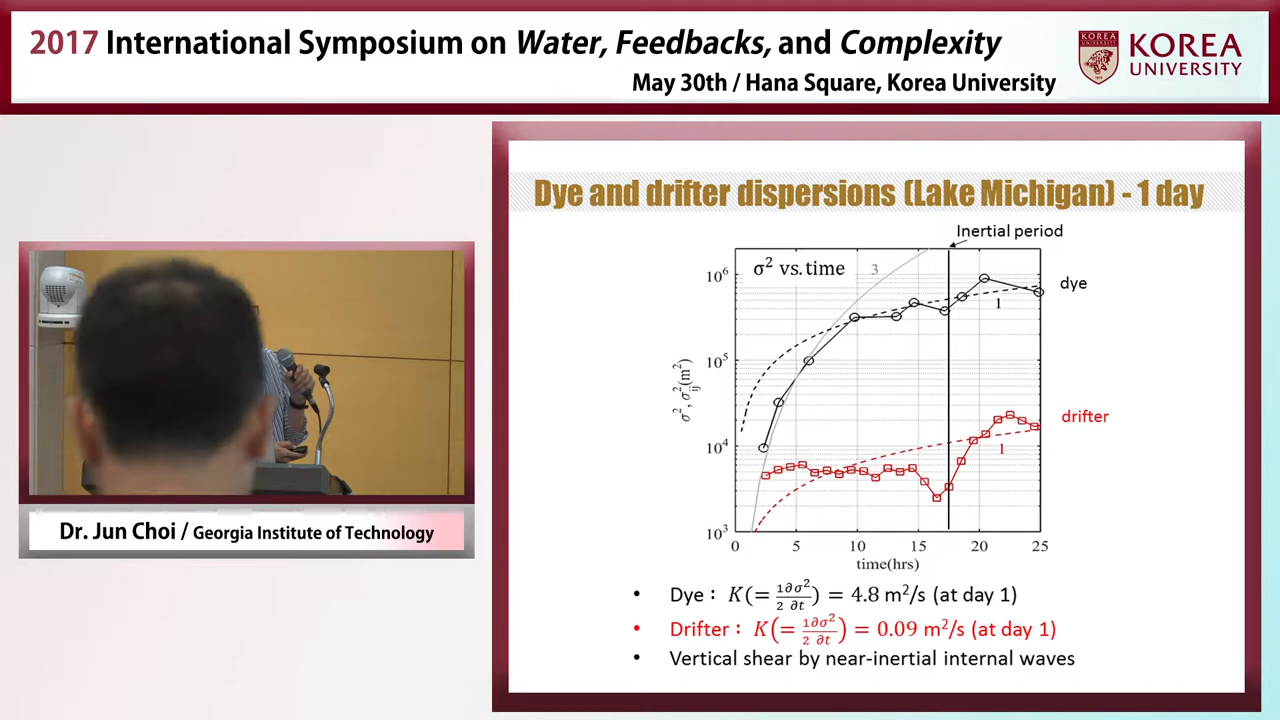 2017 International Symposium on Water, Feedbacks, and Complexity
May 30th / Hana Square, Korea University
KOREA
UNIVERSITY
Dye and drifter dispersions (Lake Michigan) - 1 day
Inertial period
σ² vs. time
3
dye
1
drifter
1
σ², σ²ij(m²)
10⁶
10⁵
10⁴
10³
0 5 10 15 20 25
time(hrs)
• Dye : K(= 1/2 ∂σ²/∂t) = 4.8 m²/s (at day 1)
• Drifter : K(= 1/2 ∂σ²/∂t) = 0.09 m²/s (at day 1)
• Vertical shear by near-inertial internal waves
Dr. Jun Choi / Georgia Institute of Technology